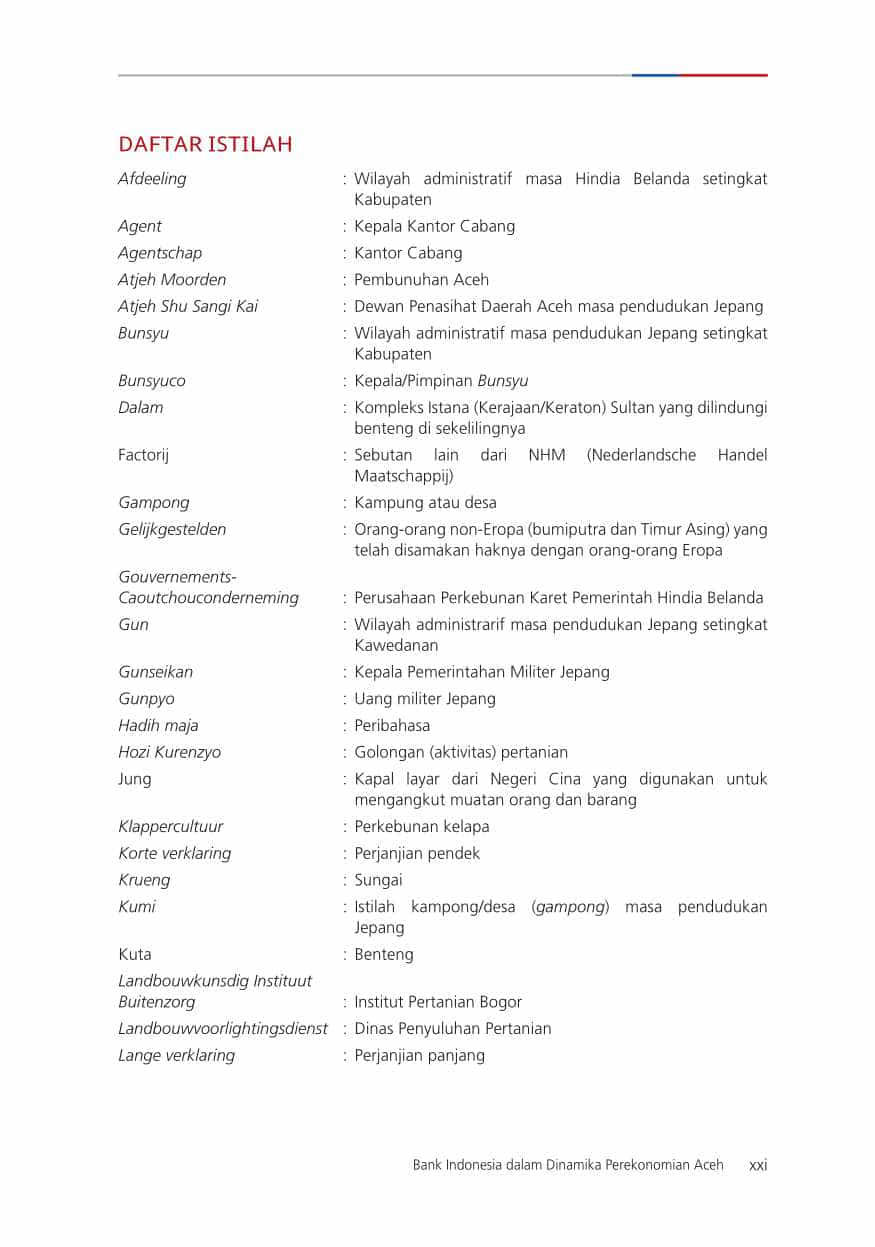 DAFTAR ISTILAH
Afdeeling : Wilayah administratif masa Hindia Belanda setingkat
Kabupaten
Agent : Kepala Kantor Cabang
Agentschap : Kantor Cabang
Atjeh Moorden : Pembunuhan Aceh
Atjeh Shu Sangi Kai : Dewan Penasihat Daerah Aceh masa pendudukan Jepang
Bunsyu : Wilayah administratif masa pendudukan Jepang setingkat
Kabupaten
Bunsyuco : Kepala/Pimpinan Bunsyu
Dalam : Kompleks Istana (Kerajaan/Keraton) Sultan yang dilindungi
benteng di sekelilingnya
Factorij : Sebutan lain dari NHM (Nederlandsche Handel
Maatschappij)
Gampong : Kampung atau desa
Gelijkgestelden : Orang-orang non-Eropa (bumiputra dan Timur Asing) yang
telah disamakan haknya dengan orang-orang Eropa
Gouvernements-
Caoutchouconderneming : Perusahaan Perkebunan Karet Pemerintah Hindia Belanda
Gun : Wilayah administrarif masa pendudukan Jepang setingkat
Kawedanan
Gunseikan : Kepala Pemerintahan Militer Jepang
Gunpyo : Uang militer Jepang
Hadih maja : Peribahasa
Hozi Kurenzyo : Golongan (aktivitas) pertanian
Jung : Kapal layar dari Negeri Cina yang digunakan untuk
mengangkut muatan orang dan barang
Klappercultuur : Perkebunan kelapa
Korte verklaring : Perjanjian pendek
Krueng : Sungai
Kumi : Istilah kampong/desa (gampong) masa pendudukan
Jepang
Kuta : Benteng
Landbouwkunsdig Instituut
Buitenzorg : Institut Pertanian Bogor
Landbouwvoorlightingsdienst : Dinas Penyuluhan Pertanian
Lange verklaring : Perjanjian panjang
Bank Indonesia dalam Dinamika Perekonomian Aceh xxi